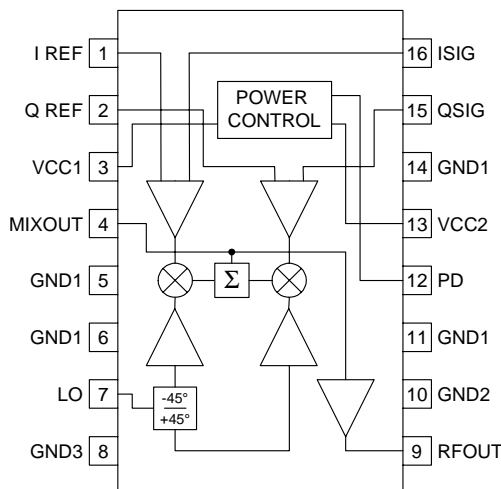 I REF
1
16
ISIG
Q REF
2
POWER
CONTROL
15
QSIG
VCC1
3
14
GND1
MIXOUT
4
13
VCC2
GND1
5
Σ
12
PD
GND1
6
11
GND1
LO
7
-45°
+45°
10
GND2
GND3
8
9
RFOUT